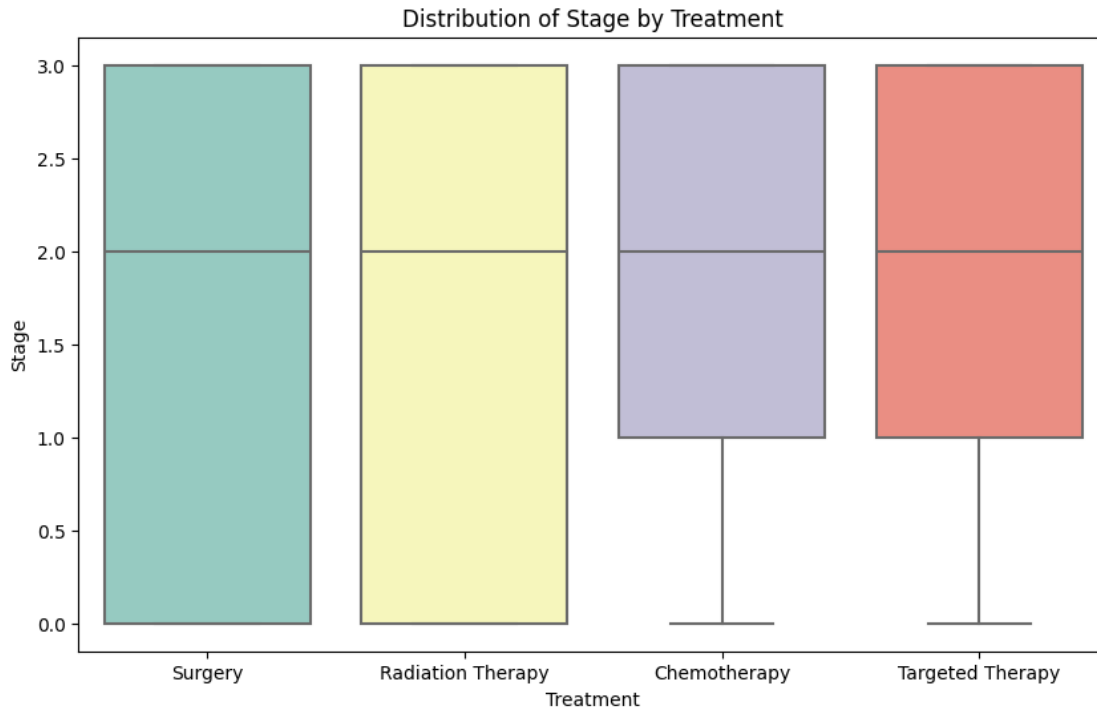 Distribution of Stage by Treatment
3.0
2.5
2.0
1.5
1.0
0.5
0.0
Stage
Surgery Radiation Therapy Chemotherapy Targeted Therapy
Treatment